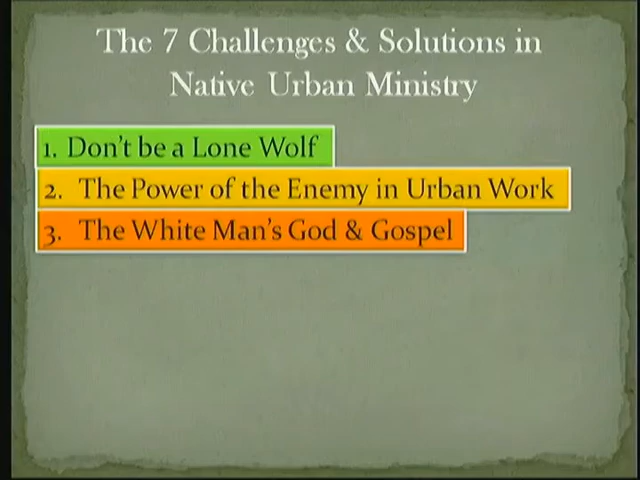 The 7 Challenges & Solutions in
Native Urban Ministry
1. Don't be a Lone Wolf
2. The Power of the Enemy in Urban Work
3. The White Man's God & Gospel